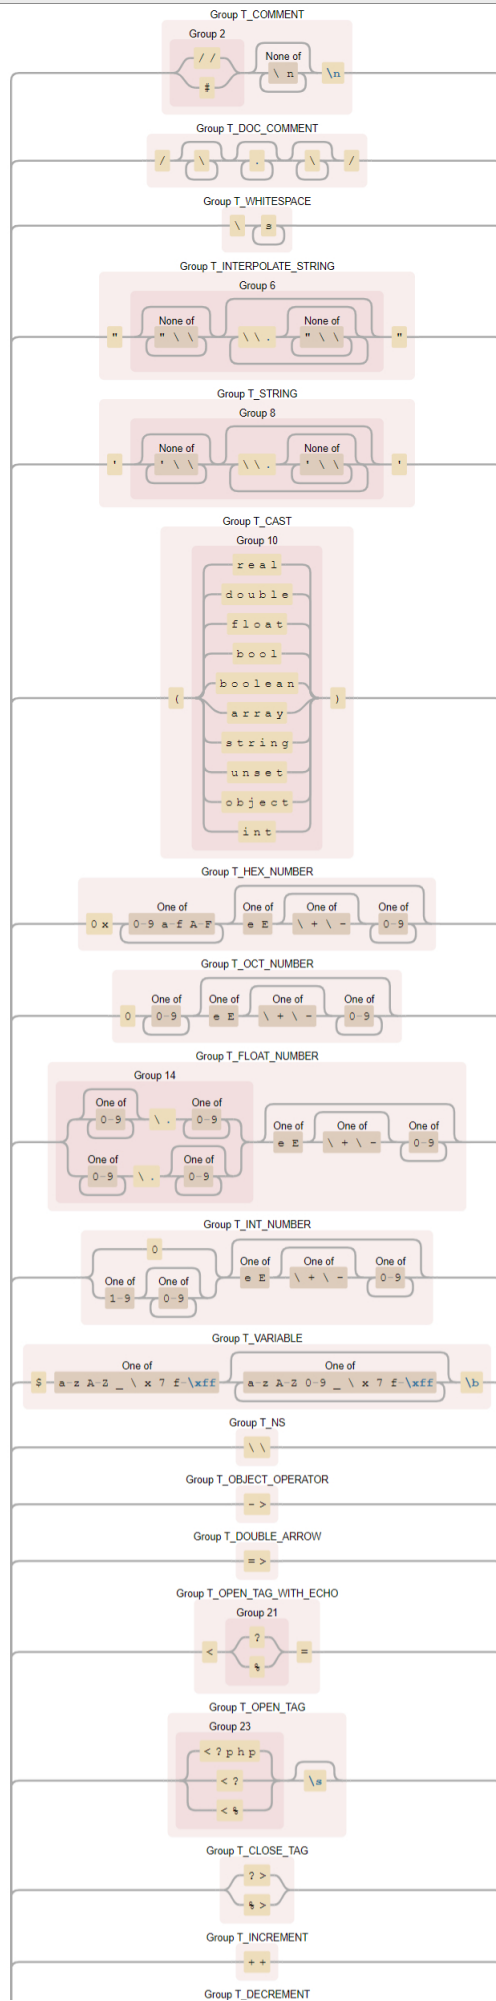 Group T_COMMENT
Group 2
//
#
None of
\ n
\n
Group T_DOC_COMMENT
/ \ . \ /
Group T_WHITESPACE
\ s
Group T_INTERPOLATE_STRING
Group 6
None of
None of
" " \ \ \ \ . " \ \ "
Group T_STRING
Group 8
None of
None of
' ' \ \ \ \ . ' \ \ '
Group T_CAST
Group 10
real
double
float
bool
boolean
( )
array
string
unset
object
int
Group T_HEX_NUMBER
One of
One of
One of
One of
0x 0-9 a-f A-F e E \ + \ - 0-9
Group T_OCT_NUMBER
One of
One of
One of
One of
0 0-9 e E \ + \ - 0-9
Group T_FLOAT_NUMBER
Group 14
One of
One of
0-9 \ . 0-9
One of
One of
One of
e E \ + \ - 0-9
One of
One of
0-9 \ . 0-9
Group T_INT_NUMBER
0
One of
One of
One of
e E \ + \ - 0-9
One of
One of
1-9 0-9
Group T_VARIABLE
One of
One of
$ a-z A-Z _ \ x 7 f-\xff a-z A-Z 0-9 _ \ x 7 f-\xff \b
Group T_NS
\ \
Group T_OBJECT_OPERATOR
->
Group T_DOUBLE_ARROW
=>
Group T_OPEN_TAG_WITH_ECHO
Group 21
?
< =
%
Group T_OPEN_TAG
Group 23
<?php
<?
\s
<%
Group T_CLOSE_TAG
?>
%>
Group T_INCREMENT
++
Group T_DECREMENT